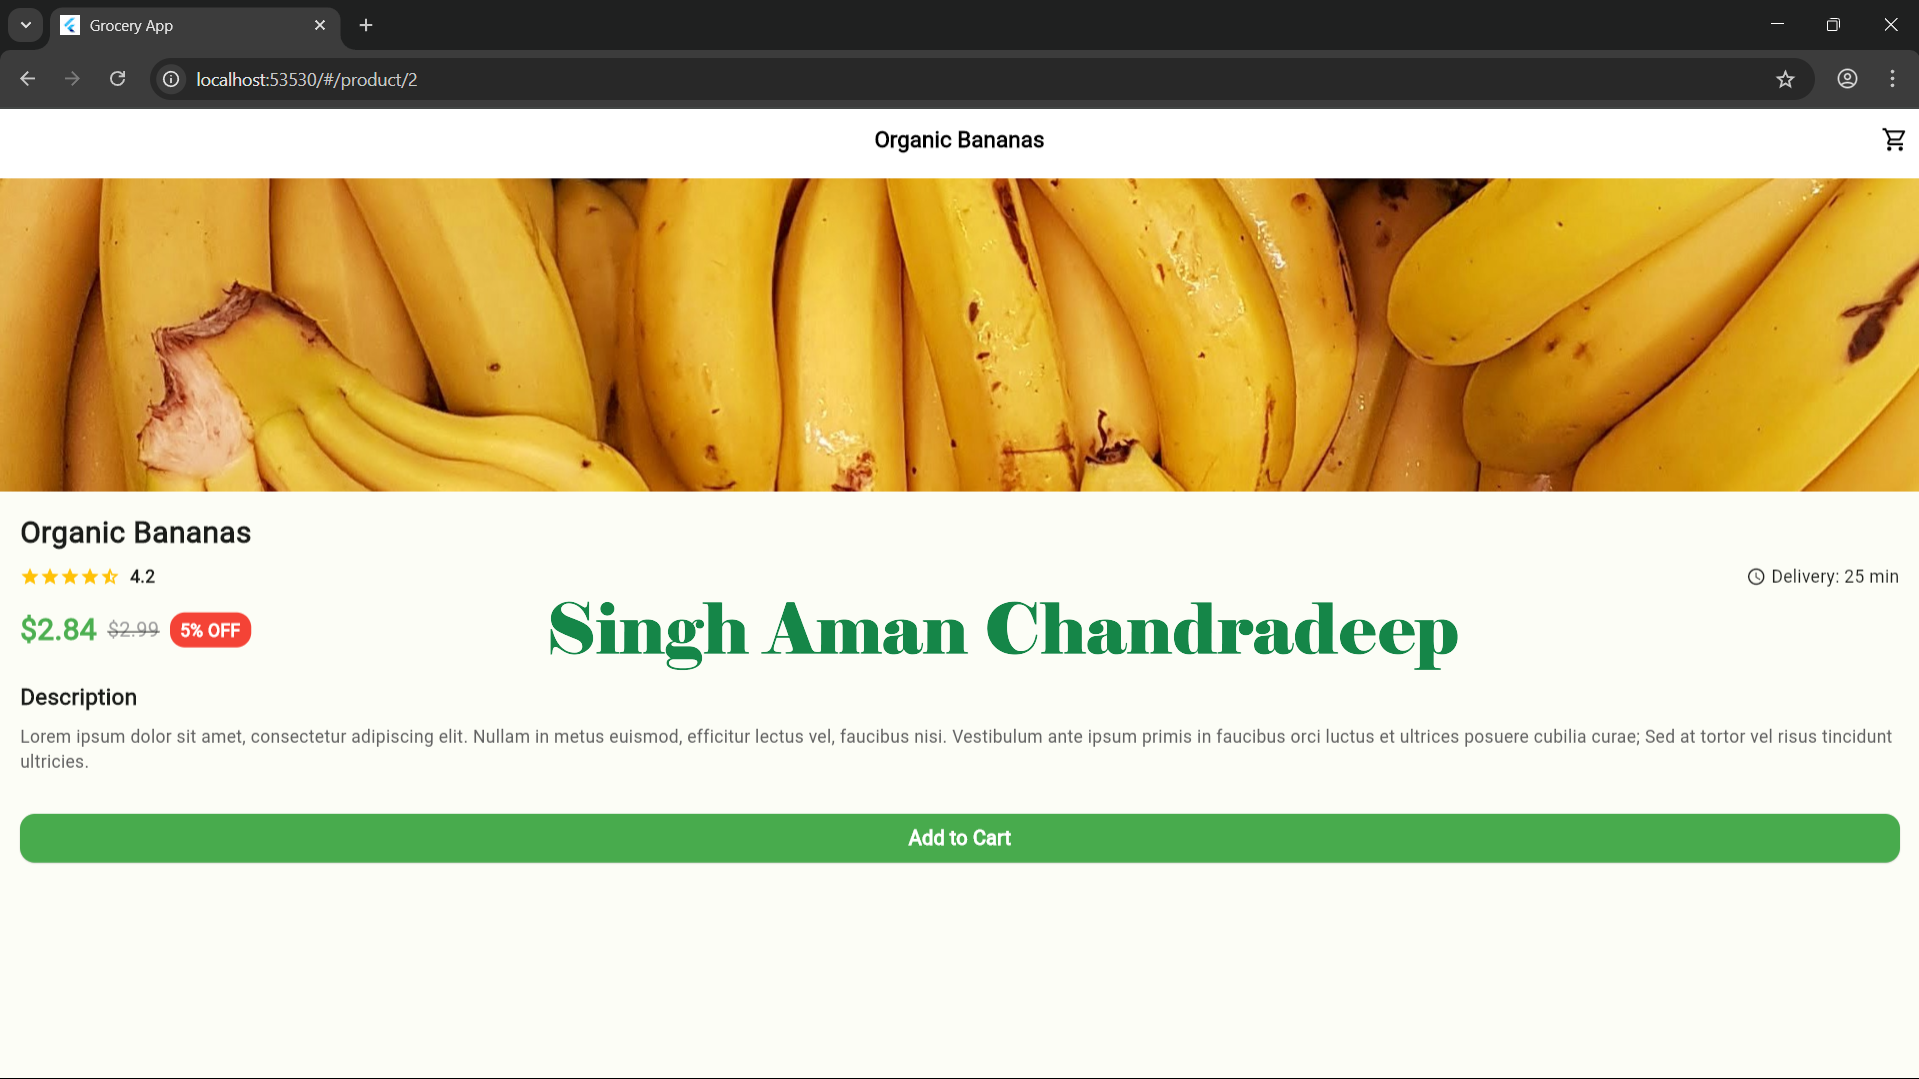 Grocery App
localhost:53530/#/product/2
Organic Bananas
Organic Bananas
4.2
Delivery: 25 min
$2.84 $2.99 5% OFF
Singh Aman Chandradeep
Description
Lorem ipsum dolor sit amet, consectetur adipiscing elit. Nullam in metus euismod, efficitur lectus vel, faucibus nisi. Vestibulum ante ipsum primis in faucibus orci luctus et ultrices posuere cubilia curae; Sed at tortor vel risus tincidunt
ultricies.
Add to Cart